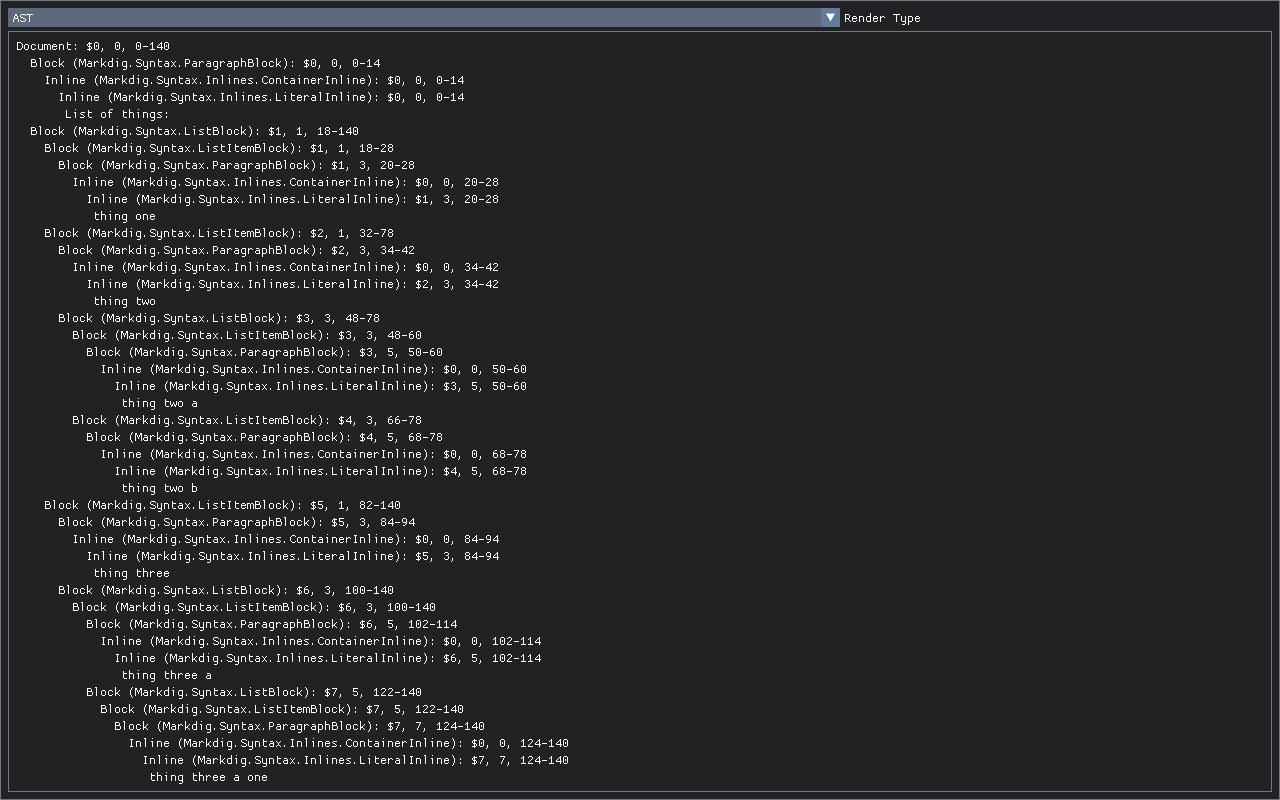 AST
Render Type
Document: $0, 0, 0-140
Block (Markdig.Syntax.ParagraphBlock): $0, 0, 0-14
Inline (Markdig.Syntax.Inlines.ContainerInline): $0, 0, 0-14
Inline (Markdig.Syntax.Inlines.LiteralInline): $0, 0, 0-14
List of things:
Block (Markdig.Syntax.ListBlock): $1, 1, 18-140
Block (Markdig.Syntax.ListItemBlock): $1, 1, 18-28
Block (Markdig.Syntax.ParagraphBlock): $1, 3, 20-28
Inline (Markdig.Syntax.Inlines.ContainerInline): $0, 0, 20-28
Inline (Markdig.Syntax.Inlines.LiteralInline): $1, 3, 20-28
thing one
Block (Markdig.Syntax.ListItemBlock): $2, 1, 32-78
Block (Markdig.Syntax.ParagraphBlock): $2, 3, 34-42
Inline (Markdig.Syntax.Inlines.ContainerInline): $0, 0, 34-42
Inline (Markdig.Syntax.Inlines.LiteralInline): $2, 3, 34-42
thing two
Block (Markdig.Syntax.ListBlock): $3, 3, 48-78
Block (Markdig.Syntax.ListItemBlock): $3, 3, 48-60
Block (Markdig.Syntax.ParagraphBlock): $3, 5, 50-60
Inline (Markdig.Syntax.Inlines.ContainerInline): $0, 0, 50-60
Inline (Markdig.Syntax.Inlines.LiteralInline): $3, 5, 50-60
thing two a
Block (Markdig.Syntax.ListItemBlock): $4, 3, 66-78
Block (Markdig.Syntax.ParagraphBlock): $4, 5, 68-78
Inline (Markdig.Syntax.Inlines.ContainerInline): $0, 0, 68-78
Inline (Markdig.Syntax.Inlines.LiteralInline): $4, 5, 68-78
thing two b
Block (Markdig.Syntax.ListItemBlock): $5, 1, 82-140
Block (Markdig.Syntax.ParagraphBlock): $5, 3, 84-94
Inline (Markdig.Syntax.Inlines.ContainerInline): $0, 0, 84-94
Inline (Markdig.Syntax.Inlines.LiteralInline): $5, 3, 84-94
thing three
Block (Markdig.Syntax.ListBlock): $6, 3, 100-140
Block (Markdig.Syntax.ListItemBlock): $6, 3, 100-140
Block (Markdig.Syntax.ParagraphBlock): $6, 5, 102-114
Inline (Markdig.Syntax.Inlines.ContainerInline): $0, 0, 102-114
Inline (Markdig.Syntax.Inlines.LiteralInline): $6, 5, 102-114
thing three a
Block (Markdig.Syntax.ListBlock): $7, 5, 122-140
Block (Markdig.Syntax.ListItemBlock): $7, 5, 122-140
Block (Markdig.Syntax.ParagraphBlock): $7, 7, 124-140
Inline (Markdig.Syntax.Inlines.ContainerInline): $0, 0, 124-140
Inline (Markdig.Syntax.Inlines.LiteralInline): $7, 7, 124-140
thing three a one